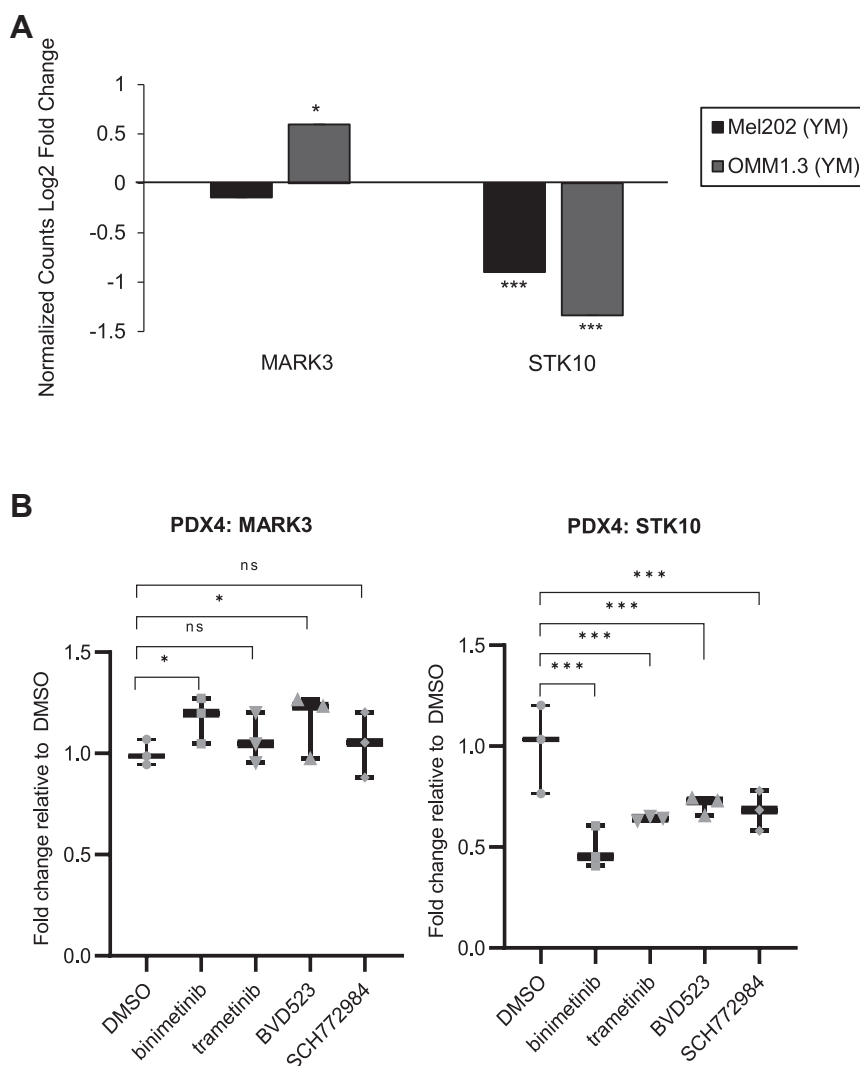 A
Normalized Counts Log2 Fold Change
1
0.5
0
-0.5
-1
-1.5
*
***
***
MARK3
STK10
Mel202 (YM)
OMM1.3 (YM)
B
PDX4: MARK3
ns
*
ns
*
Fold change relative to DMSO
1.5
1.0
0.5
0.0
DMSO
binimetinib
trametinib
BVD523
SCH772984
PDX4: STK10
***
***
***
***
Fold change relative to DMSO
1.5
1.0
0.5
0.0
DMSO
binimetinib
trametinib
BVD523
SCH772984